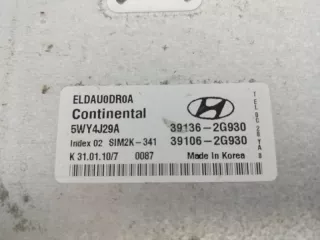 ELDAU0DR0A
Continental
5WY4J29A 39136-2G930
Index 02 SIM2K-341 39106-2G930
K 31.01.10/7 0087 Made in Korea